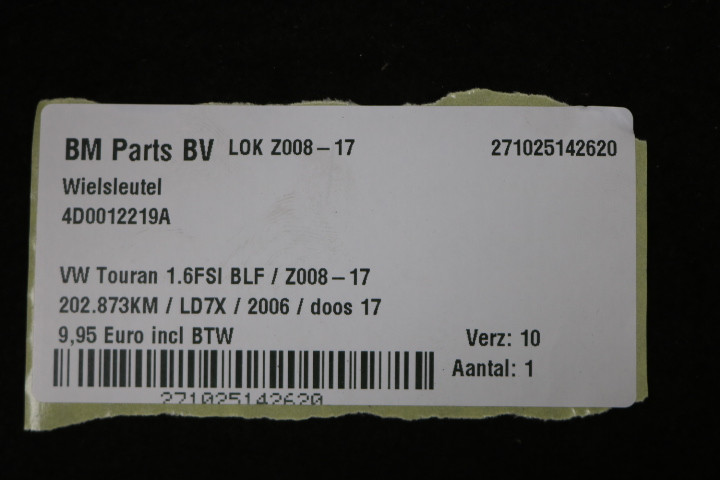 BM Parts BV LOK Z008-17 271025142620
Wielsleutel
4D0012219A
VW Touran 1.6FSI BLF / Z008-17
202.873KM / LD7X / 2006 / doos 17
9,95 Euro incl BTW Verz: 10
Aantal: 1
271025142620